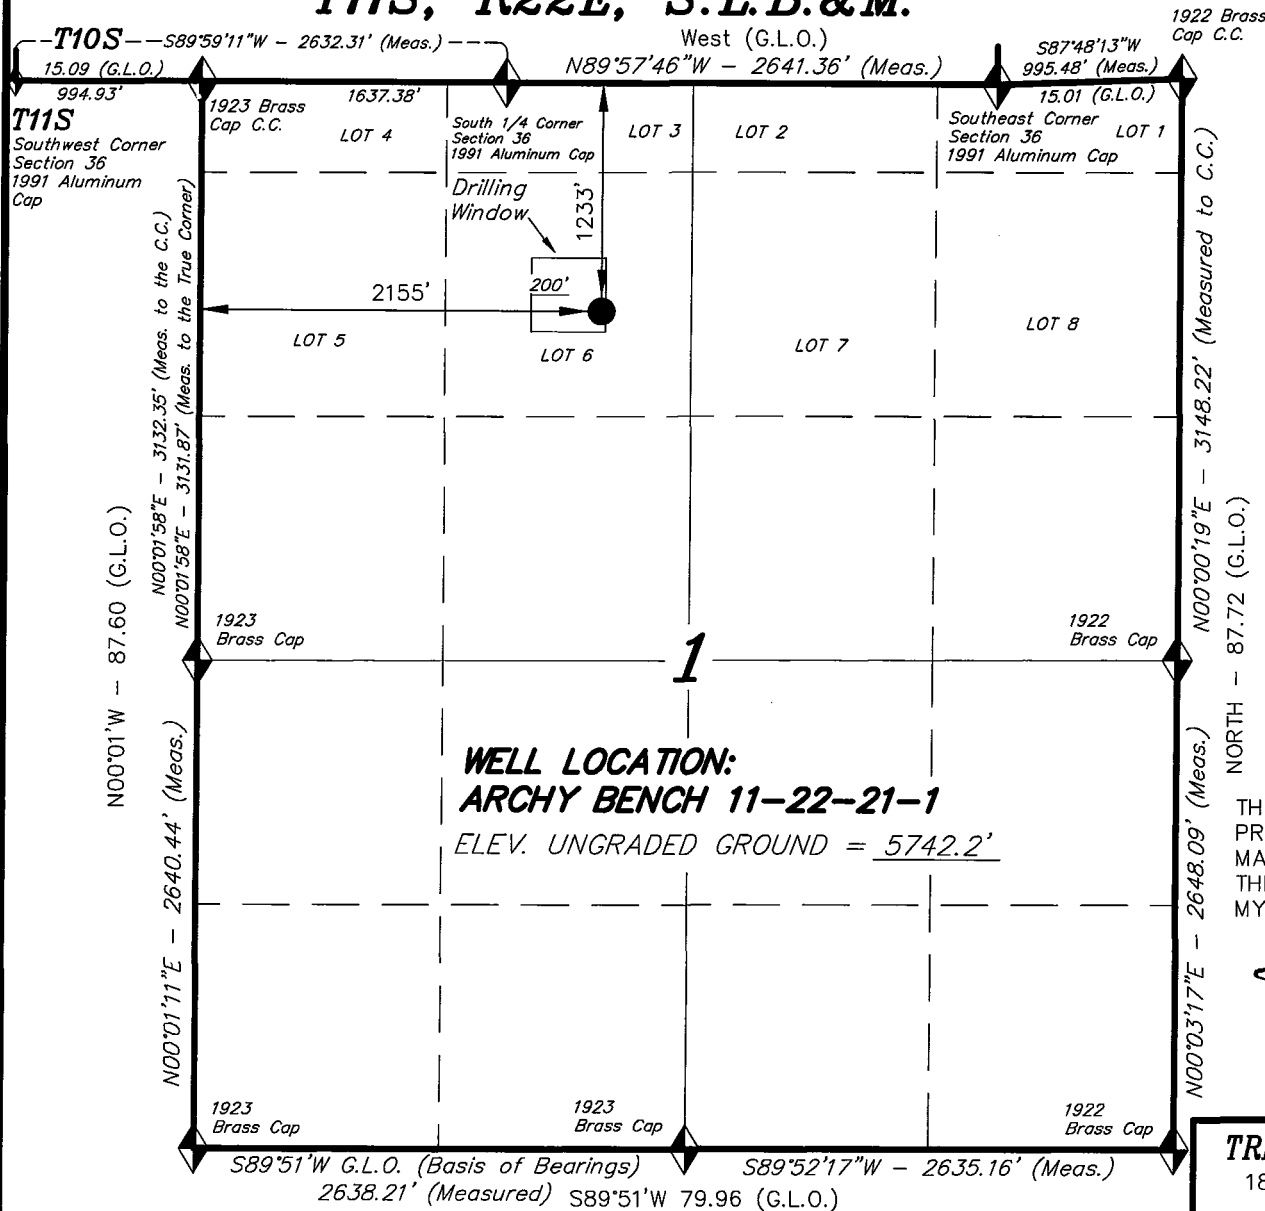 T11S, R22E, S.L.B.&M.
1922 Brass
Cap C.C.
T10S
S89°59'11"W - 2632.31' (Meas.)
West (G.L.O.)
N89°57'46"W - 2641.36' (Meas.)
S87°48'13"W
995.48' (Meas.)
15.09 (G.L.O.)
994.93'
1637.38'
15.01 (G.L.O.)
T11S
Southwest Corner
Section 36
1991 Aluminum
Cap
1923 Brass
Cap C.C.
LOT 4
South 1/4 Corner
Section 36
1991 Aluminum Cap
LOT 3
LOT 2
Southeast Corner
Section 36
1991 Aluminum Cap
LOT 1
Drilling
Window
1233'
200'
2155'
LOT 5
LOT 6
LOT 7
LOT 8
N00°01'58"E - 3132.35' (Meas. to the C.C.)
N00°01'58"E - 3131.87' (Meas. to the True Corner)
N00°01'W - 87.60 (G.L.O.)
N00°00'19"E - 3148.22' (Measured to C.C.)
NORTH - 87.72 (G.L.O.)
1923
Brass Cap
1922
Brass Cap
1
WELL LOCATION:
ARCHY BENCH 11-22-21-1
ELEV. UNGRADED GROUND = 5742.2'
N00°01'11"E - 2640.44' (Meas.)
N00°03'17"E - 2648.09' (Meas.)
TH
PR
MA
TH
MY
1923
Brass Cap
1923
Brass Cap
1922
Brass Cap
S89°51'W G.L.O. (Basis of Bearings)
2638.21' (Measured)
S89°52'17"W - 2635.16' (Meas.)
S89°51'W 79.96 (G.L.O.)
TR
18